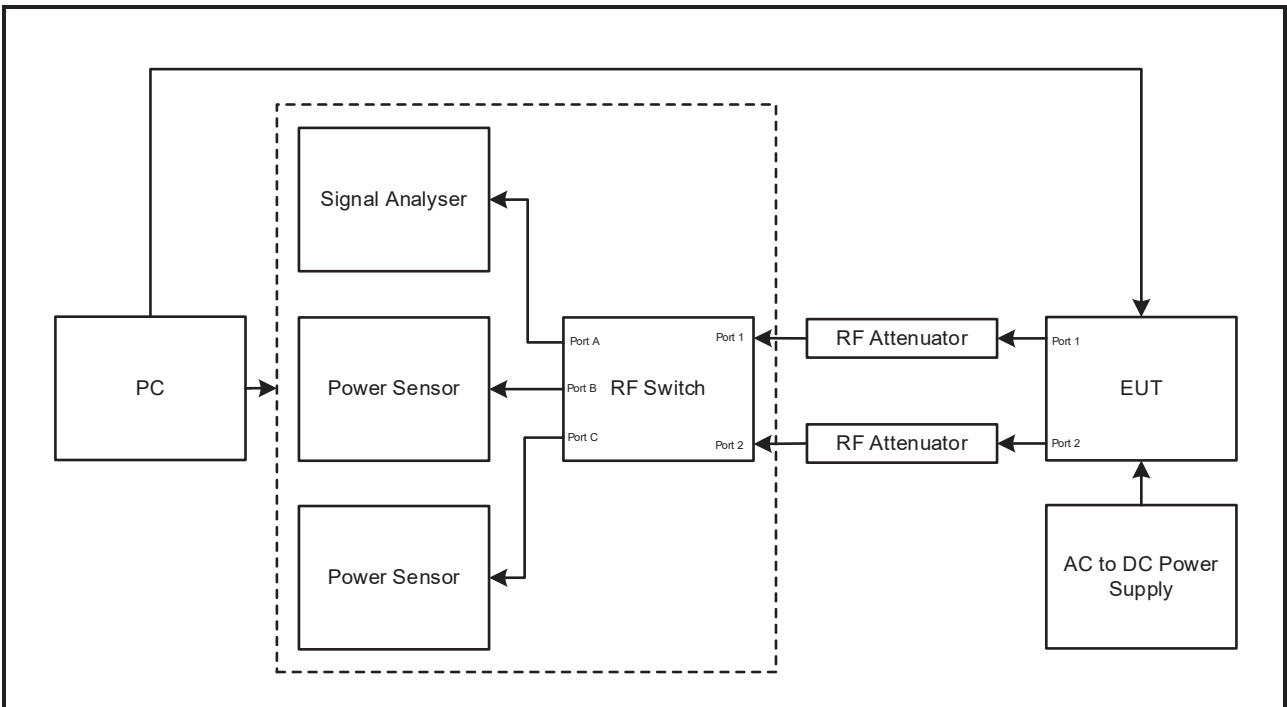 Signal Analyser
PC
Power Sensor
Port A
Port B
Port C
RF Switch
Port 1
Port 2
RF Attenuator
RF Attenuator
Port 1
EUT
Port 2
Power Sensor
AC to DC Power
Supply